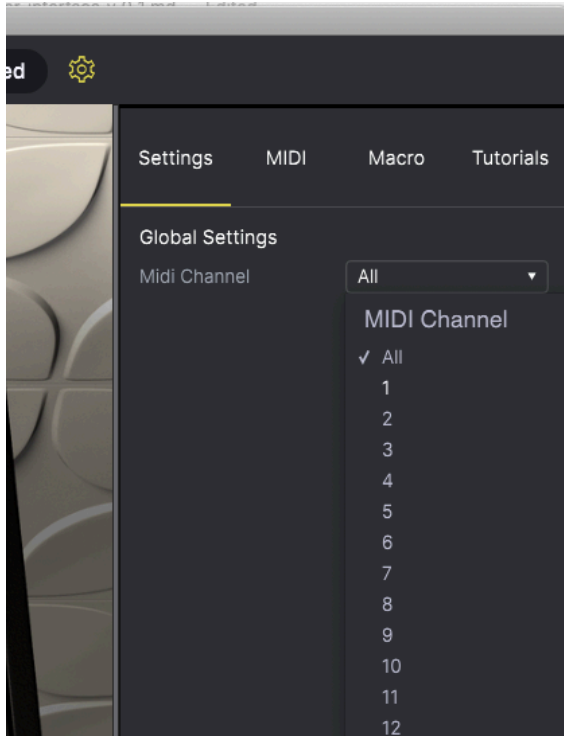 ed
Settings MIDI Macro Tutorials
Global Settings
Midi Channel All
MIDI Channel
✓ All
1
2
3
4
5
6
7
8
9
10
11
12